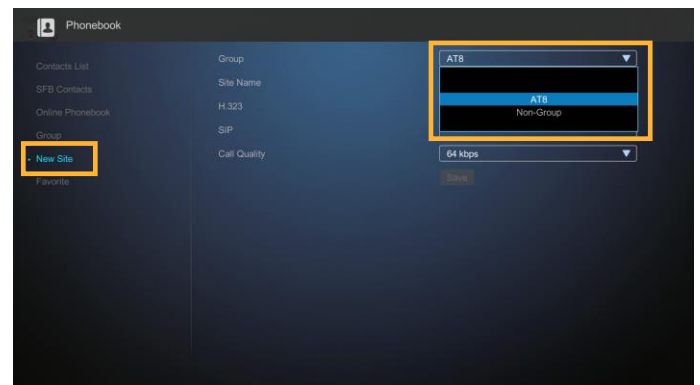 Phonebook
Contacts List
SFB Contacts
Online Phonebook
Group
New Site
Favorite
Group
AT8
Site Name
H.323
SIP
Call Quality
AT8
Non-Group
64 kbps
Save